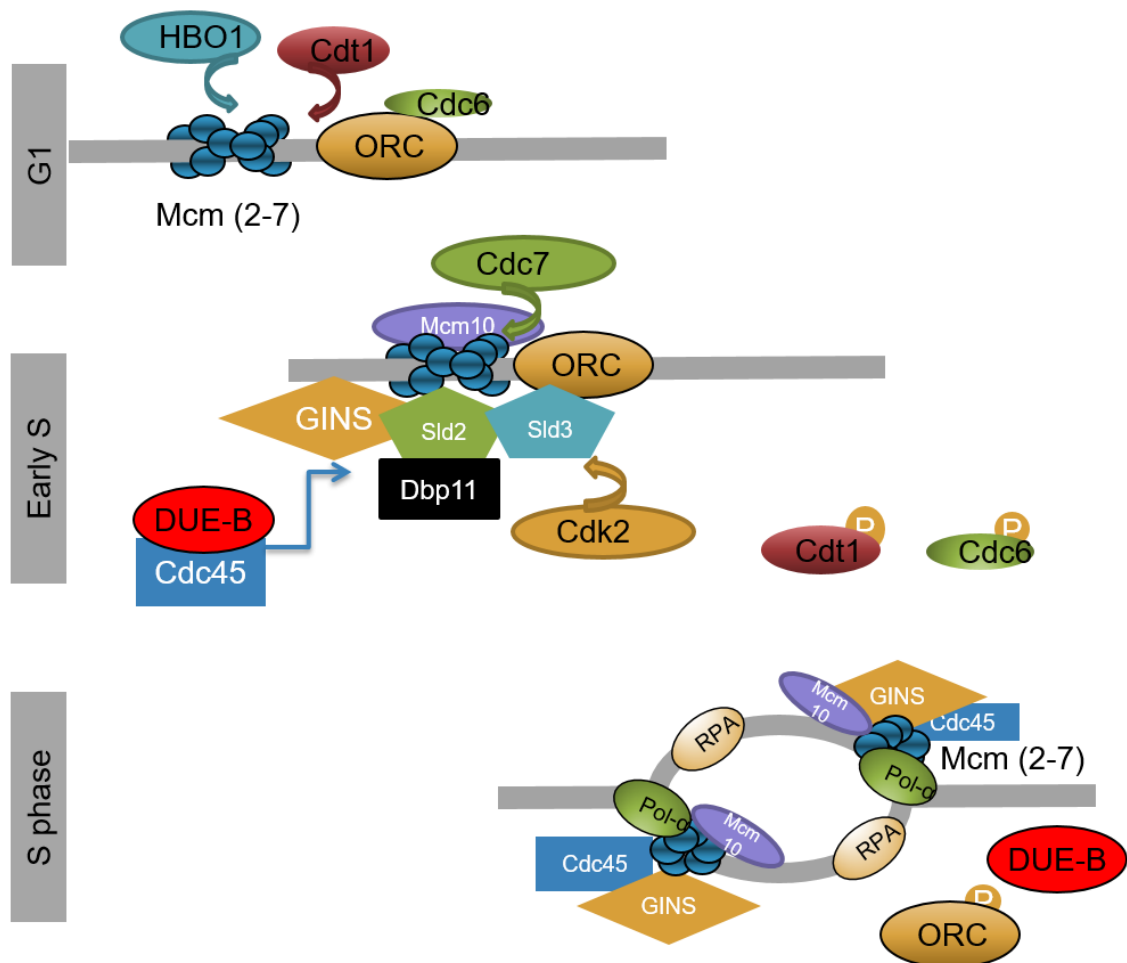 G1
HBO1
Cdt1
Cdc6
ORC
Mcm (2-7)
Early S
Cdc7
Mcm10
ORC
GINS
Sld2
Sld3
Dbp11
DUE-B
Cdc45
Cdk2
P
Cdt1
P
Cdc6
S phase
Mcm
10
GINS
Cdc45
RPA
Mcm (2-7)
Pol-α
Pol-α
Mcm
10
RPA
Cdc45
GINS
DUE-B
P
ORC